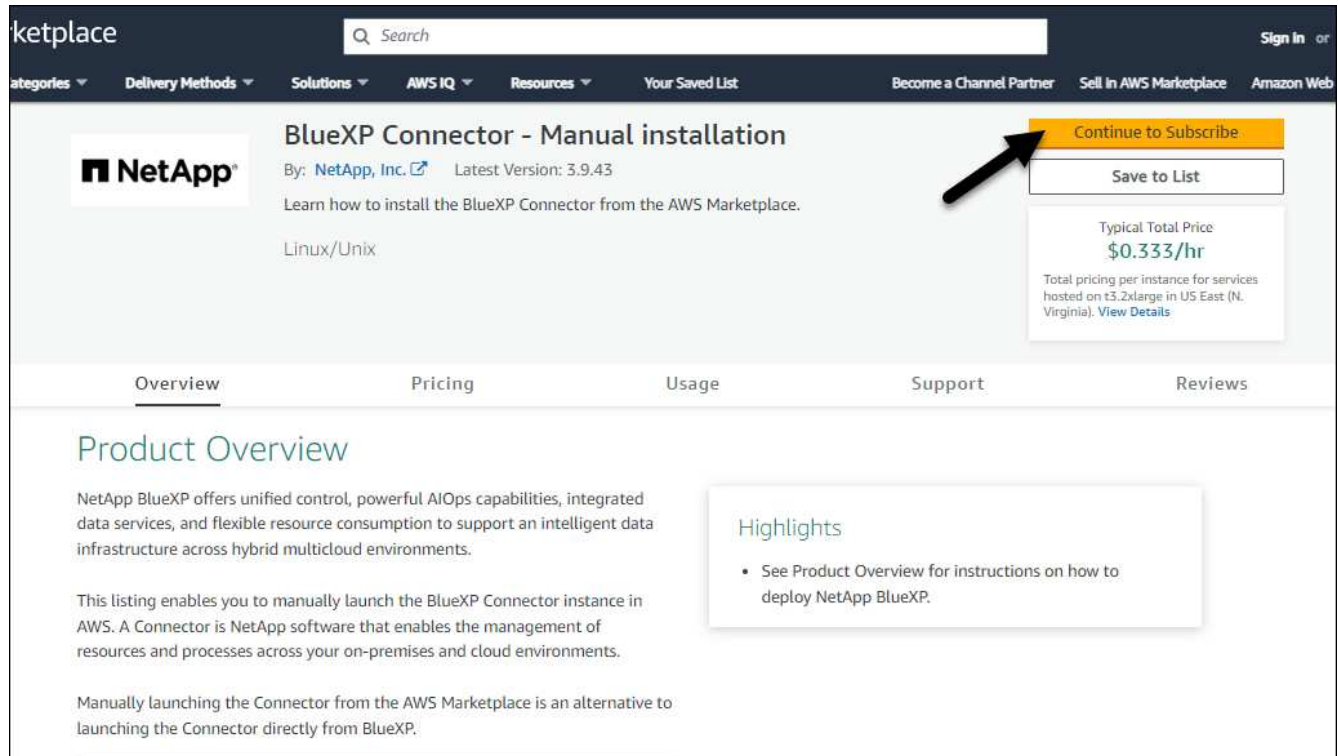 ketplace
Search
Sign in or
ategories Delivery Methods Solutions AWS IQ Resources Your Saved List Become a Channel Partner Sell in AWS Marketplace Amazon Web
NetApp®
BlueXP Connector - Manual installation
By: NetApp, Inc. Latest Version: 3.9.43
Learn how to install the BlueXP Connector from the AWS Marketplace.
Linux/Unix
Continue to Subscribe
Save to List
Typical Total Price
$0.333/hr
Total pricing per instance for services
hosted on t3.2xlarge in US East (N.
Virginia). View Details
Overview Pricing Usage Support Reviews
Product Overview
NetApp BlueXP offers unified control, powerful AIOps capabilities, integrated
data services, and flexible resource consumption to support an intelligent data
infrastructure across hybrid multicloud environments.
This listing enables you to manually launch the BlueXP Connector instance in
AWS. A Connector is NetApp software that enables the management of
resources and processes across your on-premises and cloud environments.
Manually launching the Connector from the AWS Marketplace is an alternative to
launching the Connector directly from BlueXP.
Highlights
• See Product Overview for instructions on how to
deploy NetApp BlueXP.